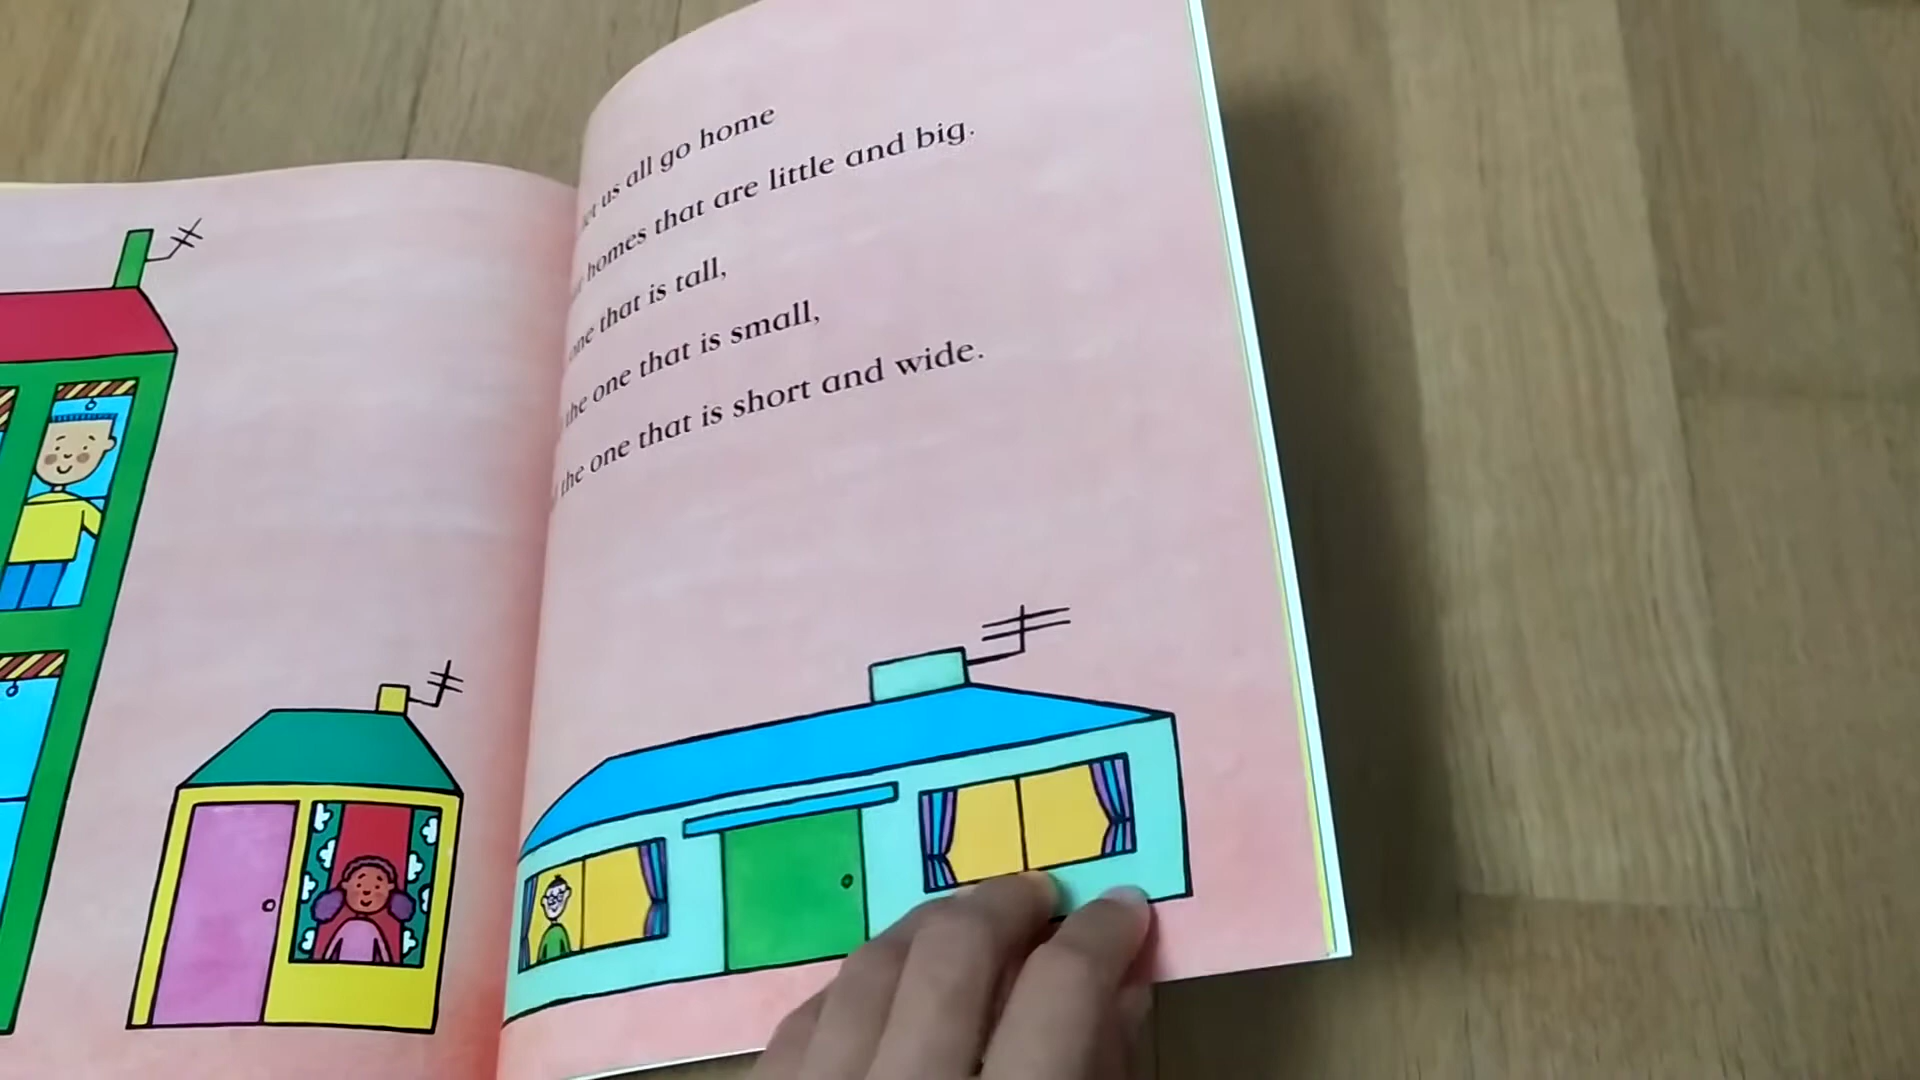 us all go home
homes that are little and big.
one that is tall,
the one that is small,
the one that is short and wide.